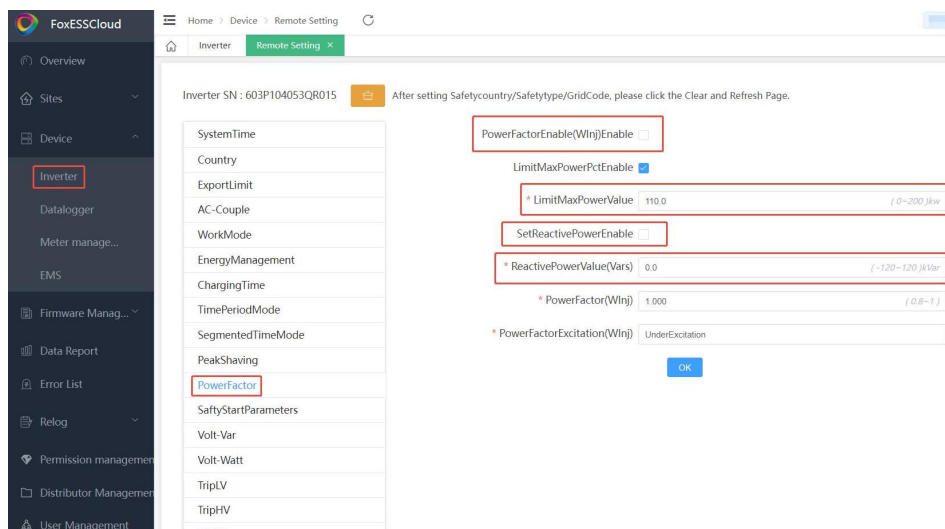 FoxESSCloud
Home > Device > Remote Setting
Inverter
Remote Setting ×
Overview
Sites
Device
Inverter
Datalogger
Meter manage...
EMS
Firmware Manag...
Data Report
Error List
Relog
Permission managemen
Distributor Managemen
User Management
Inverter SN : 603P104053QR015
After setting Safetycountry/Safetytype/GridCode, please click the Clear and Refresh Page.
SystemTime
Country
ExportLimit
AC-Couple
WorkMode
EnergyManagement
ChargingTime
TimePeriodMode
SegmentedTimeMode
PeakShaving
PowerFactor
SaftyStartParameters
Volt-Var
Volt-Watt
TripLV
TripHV
PowerFactorEnable(WInj)Enable
LimitMaxPowerPctEnable
* LimitMaxPowerValue 110.0 ( 0~200 )kw
SetReactivePowerEnable
* ReactivePowerValue(Vars) 0.0 ( -120~120 )kVar
* PowerFactor(WInj) 1.000 ( 0.8~1 )
* PowerFactorExcitation(WInj) UnderExcitation
OK